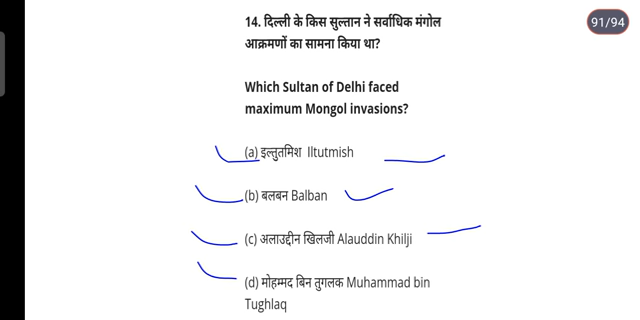 91/94
14. दिल्ली के किस सुल्तान ने सर्वाधिक मंगोल
आक्रमणों का सामना किया था?
Which Sultan of Delhi faced
maximum Mongol invasions?
(a) इल्तुतमिश Iltutmish
(b) बलबन Balban
(c) अलाउद्दीन खिलजी Alauddin Khilji
(d) मोहम्मद बिन तुगलक Muhammad bin
Tughlaq